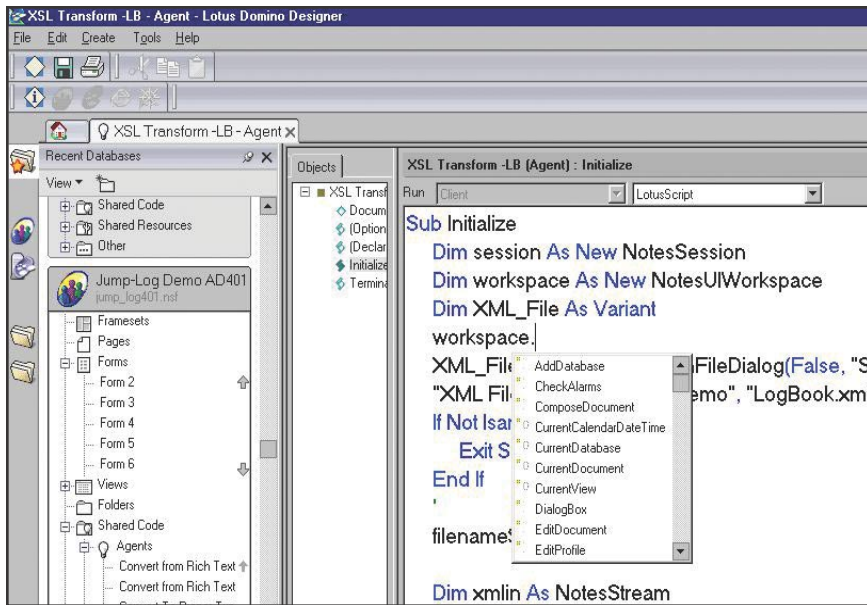 XSL Transform -LB - Agent - Lotus Domino Designer
File Edit Create Tools Help
XSL Transform -LB - Agent
Recent Databases
View
Shared Code
Shared Resources
Other
Jump-Log Demo AD401
jump_log401.nsf
Framesets
Pages
Forms
Form 2
Form 3
Form 4
Form 5
Form 6
Views
Folders
Shared Code
Agents
Convert from Rich Text
Convert from Rich Text
Objects
XSL Transf
Docum
(Option
(Declar
Initialize
Termina
XSL Transform -LB (Agent) : Initialize
Run Client LotusScript
Sub Initialize
Dim session As New NotesSession
Dim workspace As New NotesUIWorkspace
Dim XML_File As Variant
workspace.
XML_File nFileDialog(False, "S
"XML Fil emo", "LogBook.xm
If Not Isar
Exit S
End If
'
filename
Dim xmlin As NotesStream
AddDatabase
CheckAlarms
ComposeDocument
CurrentCalendarDateTime
CurrentDatabase
CurrentDocument
CurrentView
DialogBox
EditDocument
EditProfile